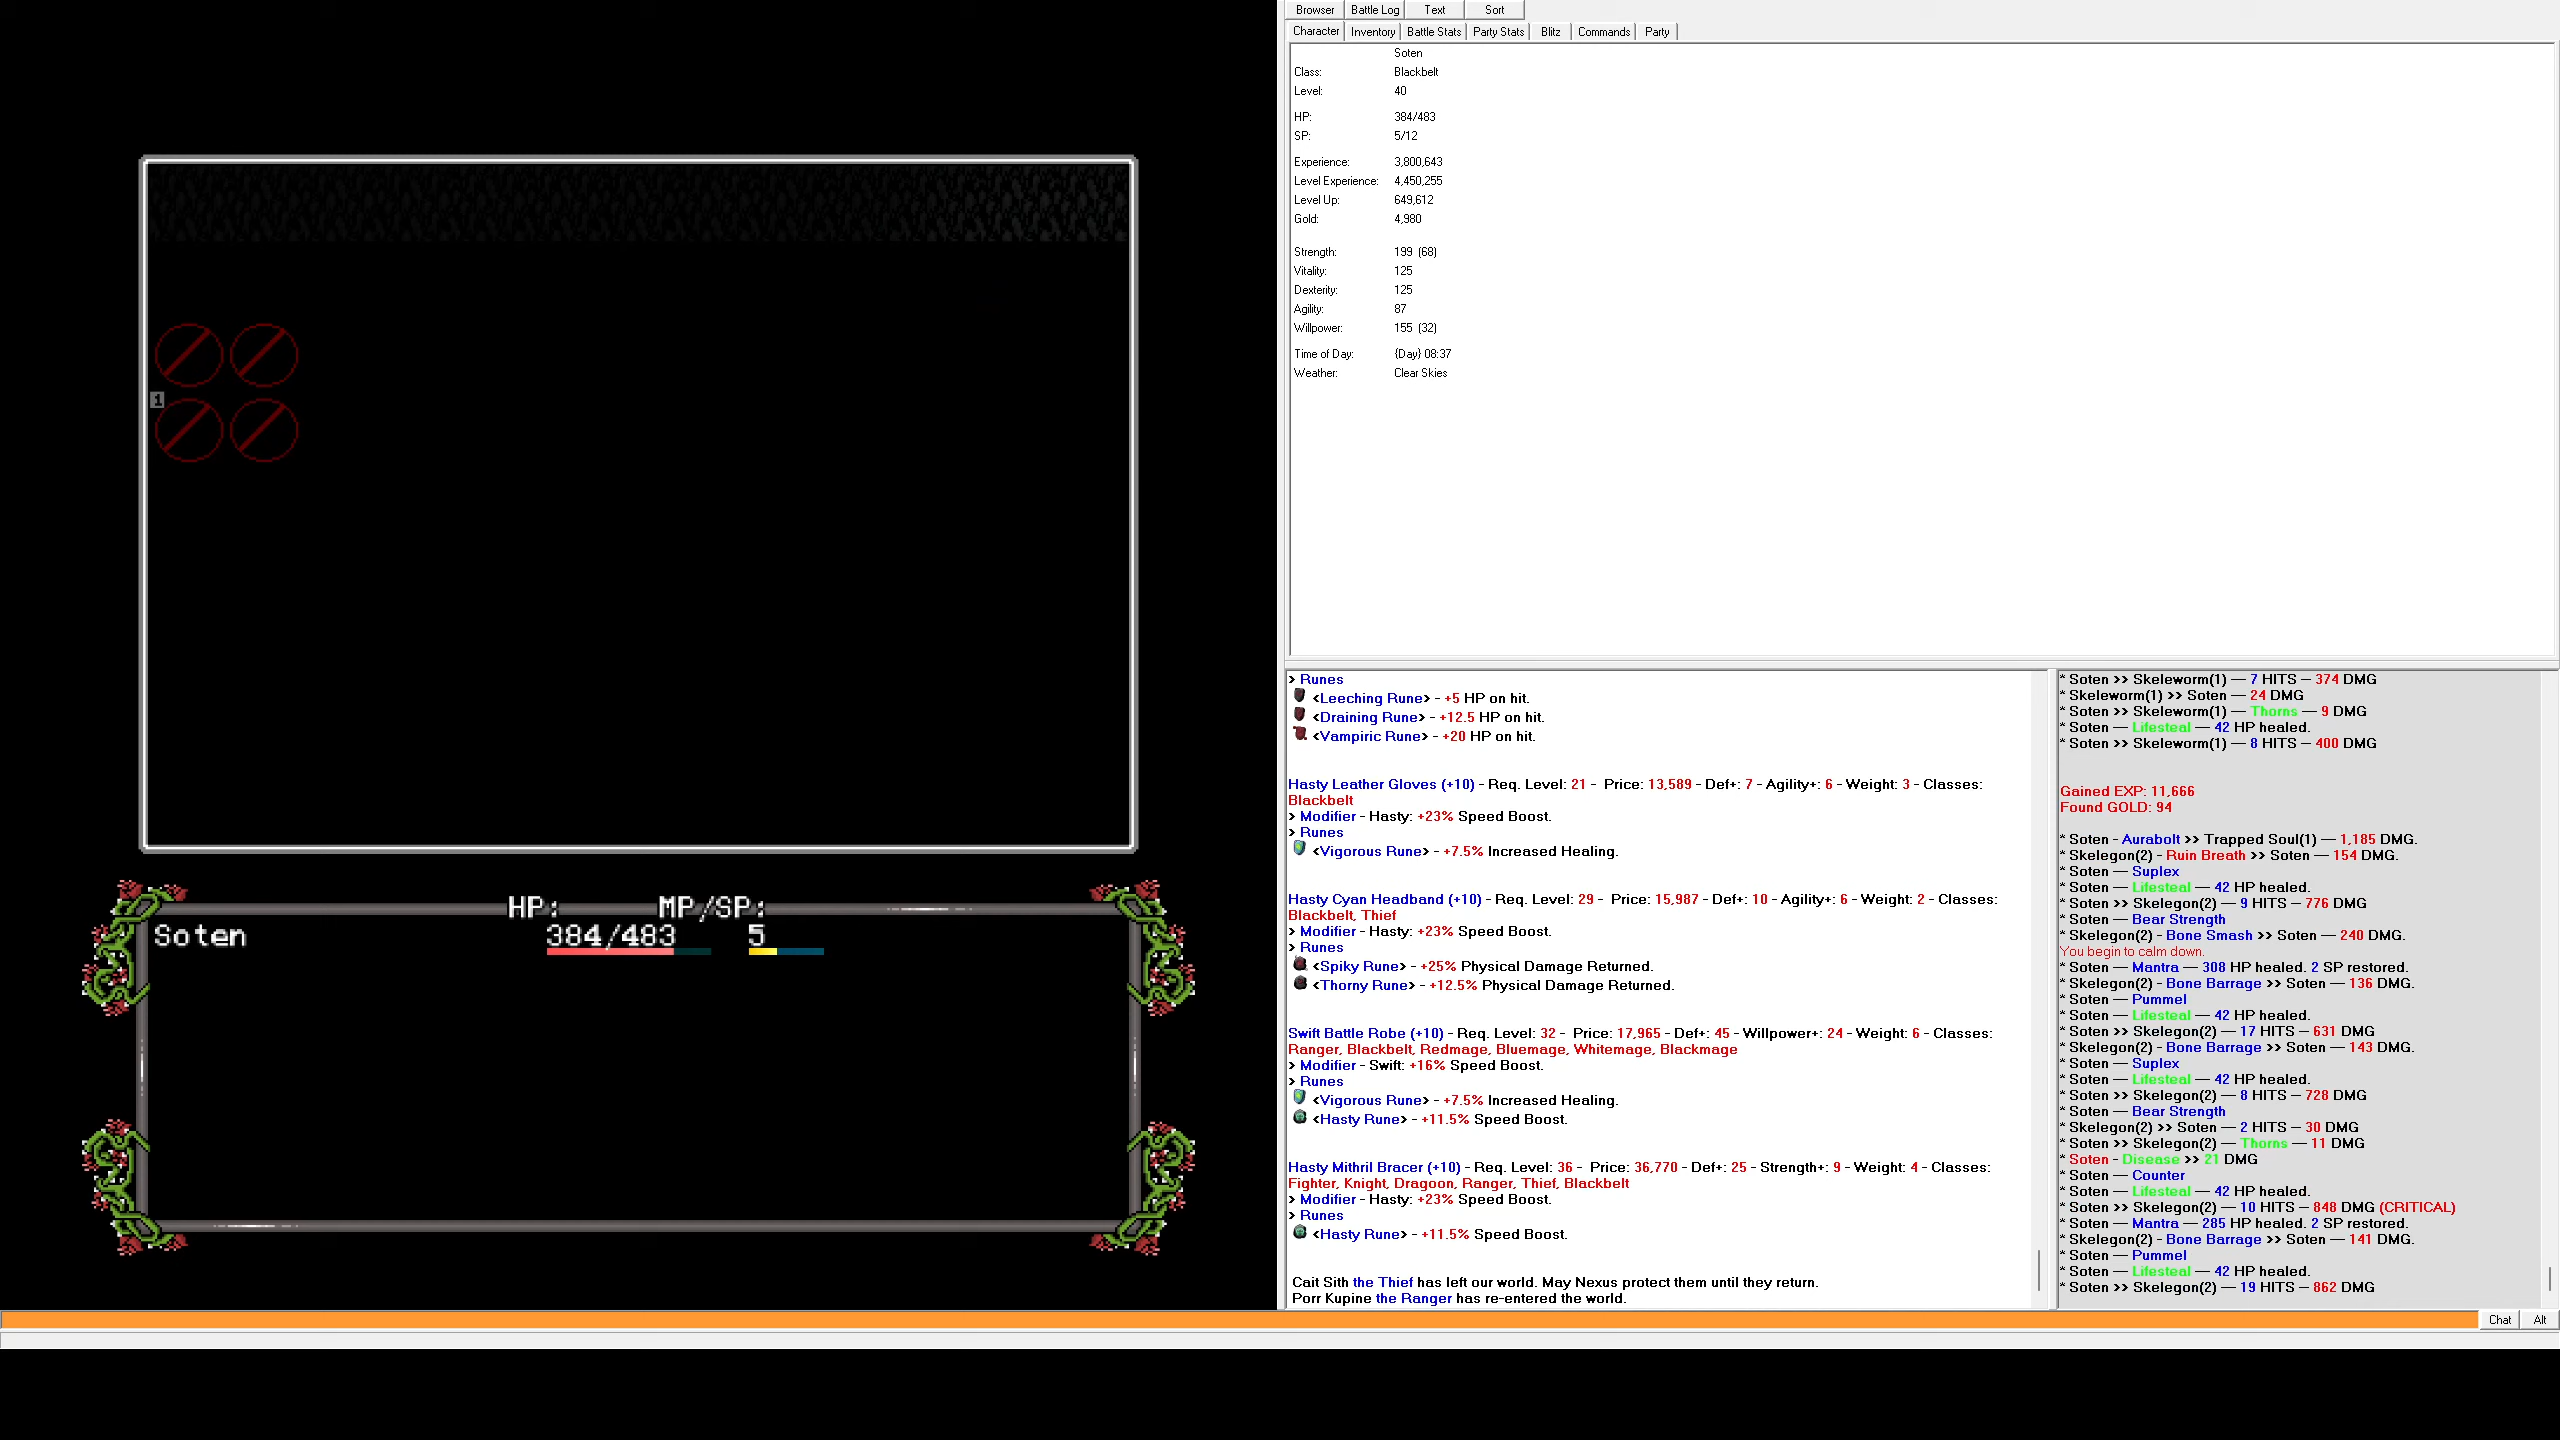 Browser
Battle Log
Text
Sort
Character
Inventory
Battle Stats
Party Stats
Blitz
Commands
Party
Soten
Class: Blackbelt
Level: 40
HP: 384/483
SP: 5/12
Experience: 3,800,643
Level Experience: 4,450,255
Level Up: 649,612
Gold: 4,980
Strength: 199 (68)
Vitality: 125
Dexterity: 125
Agility: 87
Willpower: 155 (32)
Time of Day: {Day} 08:37
Weather: Clear Skies
1
HP: MP/SP:
Soten 384/483 5
> Runes
<Leeching Rune> - +5 HP on hit.
<Draining Rune> - +12.5 HP on hit.
<Vampiric Rune> - +20 HP on hit.
Hasty Leather Gloves (+10) - Req. Level: 21 - Price: 13,589 - Def+: 7 - Agility+: 6 - Weight: 3 - Classes:
Blackbelt
> Modifier - Hasty: +23% Speed Boost.
> Runes
<Vigorous Rune> - +7.5% Increased Healing.
Hasty Cyan Headband (+10) - Req. Level: 29 - Price: 15,987 - Def+: 10 - Agility+: 6 - Weight: 2 - Classes:
Blackbelt, Thief
> Modifier - Hasty: +23% Speed Boost.
> Runes
<Spiky Rune> - +25% Physical Damage Returned.
<Thorny Rune> - +12.5% Physical Damage Returned.
Swift Battle Robe (+10) - Req. Level: 32 - Price: 17,965 - Def+: 45 - Willpower+: 24 - Weight: 6 - Classes:
Ranger, Blackbelt, Redmage, Bluemage, Whitemage, Blackmage
> Modifier - Swift: +16% Speed Boost.
> Runes
<Vigorous Rune> - +7.5% Increased Healing.
<Hasty Rune> - +11.5% Speed Boost.
Hasty Mithril Bracer (+10) - Req. Level: 36 - Price: 36,770 - Def+: 25 - Strength+: 9 - Weight: 4 - Classes:
Fighter, Knight, Dragoon, Ranger, Thief, Blackbelt
> Modifier - Hasty: +23% Speed Boost.
> Runes
<Hasty Rune> - +11.5% Speed Boost.
Cait Sith the Thief has left our world. May Nexus protect them until they return.
Porr Kupine the Ranger has re-entered the world.
* Soten >> Skeleworm(1) — 7 HITS – 374 DMG
* Skeleworm(1) >> Soten — 24 DMG
* Soten >> Skeleworm(1) — Thorns — 9 DMG
* Soten — Lifesteal — 42 HP healed.
* Soten >> Skeleworm(1) — 8 HITS – 400 DMG
Gained EXP: 11,666
Found GOLD: 94
* Soten - Aurabolt >> Trapped Soul(1) — 1,185 DMG.
* Skelegon(2) - Ruin Breath >> Soten — 154 DMG.
* Soten — Suplex
* Soten — Lifesteal — 42 HP healed.
* Soten >> Skelegon(2) — 9 HITS – 776 DMG
* Soten — Bear Strength
* Skelegon(2) - Bone Smash >> Soten — 240 DMG.
You begin to calm down.
* Soten — Mantra — 308 HP healed. 2 SP restored.
* Skelegon(2) - Bone Barrage >> Soten — 136 DMG.
* Soten — Pummel
* Soten — Lifesteal — 42 HP healed.
* Soten >> Skelegon(2) — 17 HITS – 631 DMG
* Skelegon(2) - Bone Barrage >> Soten — 143 DMG.
* Soten — Suplex
* Soten — Lifesteal — 42 HP healed.
* Soten >> Skelegon(2) — 8 HITS – 728 DMG
* Soten — Bear Strength
* Skelegon(2) >> Soten — 2 HITS – 30 DMG
* Soten >> Skelegon(2) — Thorns — 11 DMG
* Soten - Disease >> 21 DMG
* Soten — Counter
* Soten — Lifesteal — 42 HP healed.
* Soten >> Skelegon(2) — 10 HITS – 848 DMG (CRITICAL)
* Soten — Mantra — 285 HP healed. 2 SP restored.
* Skelegon(2) - Bone Barrage >> Soten — 141 DMG.
* Soten — Pummel
* Soten — Lifesteal — 42 HP healed.
* Soten >> Skelegon(2) — 19 HITS – 862 DMG
Chat
Alt